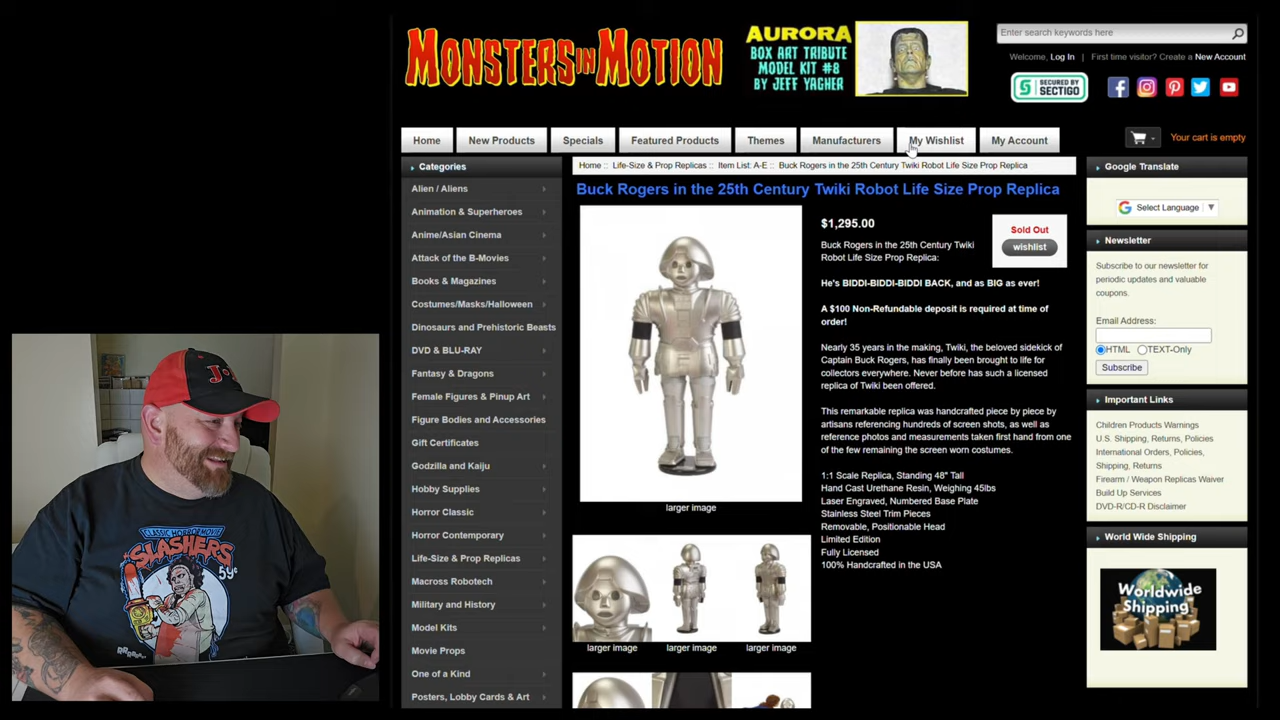 MONSTERS IN MOTION
AURORA
BOX ART TRIBUTE
MODEL KIT #8
BY JEFF YAGHER
Enter search keywords here
Welcome, Log In | First time visitor? Create a New Account
SECURED BY
SECTIGO
Home
New Products
Specials
Featured Products
Themes
Manufacturers
My Wishlist
My Account
Your cart is empty
Categories
Alien / Aliens
Animation & Superheroes
Anime/Asian Cinema
Attack of the B-Movies
Books & Magazines
Costumes/Masks/Halloween
Dinosaurs and Prehistoric Beasts
DVD & BLU-RAY
Fantasy & Dragons
Female Figures & Pinup Art
Figure Bodies and Accessories
Gift Certificates
Godzilla and Kaiju
Hobby Supplies
Horror Classic
Horror Contemporary
Life-Size & Prop Replicas
Macross Robotech
Military and History
Model Kits
Movie Props
One of a Kind
Posters, Lobby Cards & Art
Home :: Life-Size & Prop Replicas :: Item List: A-E :: Buck Rogers in the 25th Century Twiki Robot Life Size Prop Replica
Buck Rogers in the 25th Century Twiki Robot Life Size Prop Replica
larger image
larger image
larger image
larger image
$1,295.00
Sold Out
wishlist
Buck Rogers in the 25th Century Twiki
Robot Life Size Prop Replica:
He's BIDDI-BIDDI-BIDDI BACK, and as BIG as ever!
A $100 Non-Refundable deposit is required at time of
order!
Nearly 35 years in the making, Twiki, the beloved sidekick of
Captain Buck Rogers, has finally been brought to life for
collectors everywhere. Never before has such a licensed
replica of Twiki been offered.
This remarkable replica was handcrafted piece by piece by
artisans referencing hundreds of screen shots, as well as
reference photos and measurements taken first hand from one
of the few remaining the screen worn costumes.
1:1 Scale Replica, Standing 48" Tall
Hand Cast Urethane Resin, Weighing 45lbs
Laser Engraved, Numbered Base Plate
Stainless Steel Trim Pieces
Removable, Positionable Head
Limited Edition
Fully Licensed
100% Handcrafted in the USA
Google Translate
Select Language
Newsletter
Subscribe to our newsletter for
periodic updates and valuable
coupons.
Email Address:
HTML TEXT-Only
Subscribe
Important Links
Children Products Warnings
U.S. Shipping, Returns, Policies
International Orders, Policies,
Shipping, Returns
Firearm / Weapon Replicas Waiver
Build Up Services
DVD-R/CD-R Disclaimer
World Wide Shipping
Worldwide
Shipping
J
CLASSIC HORROR MOVIE
SLASHERS
59¢